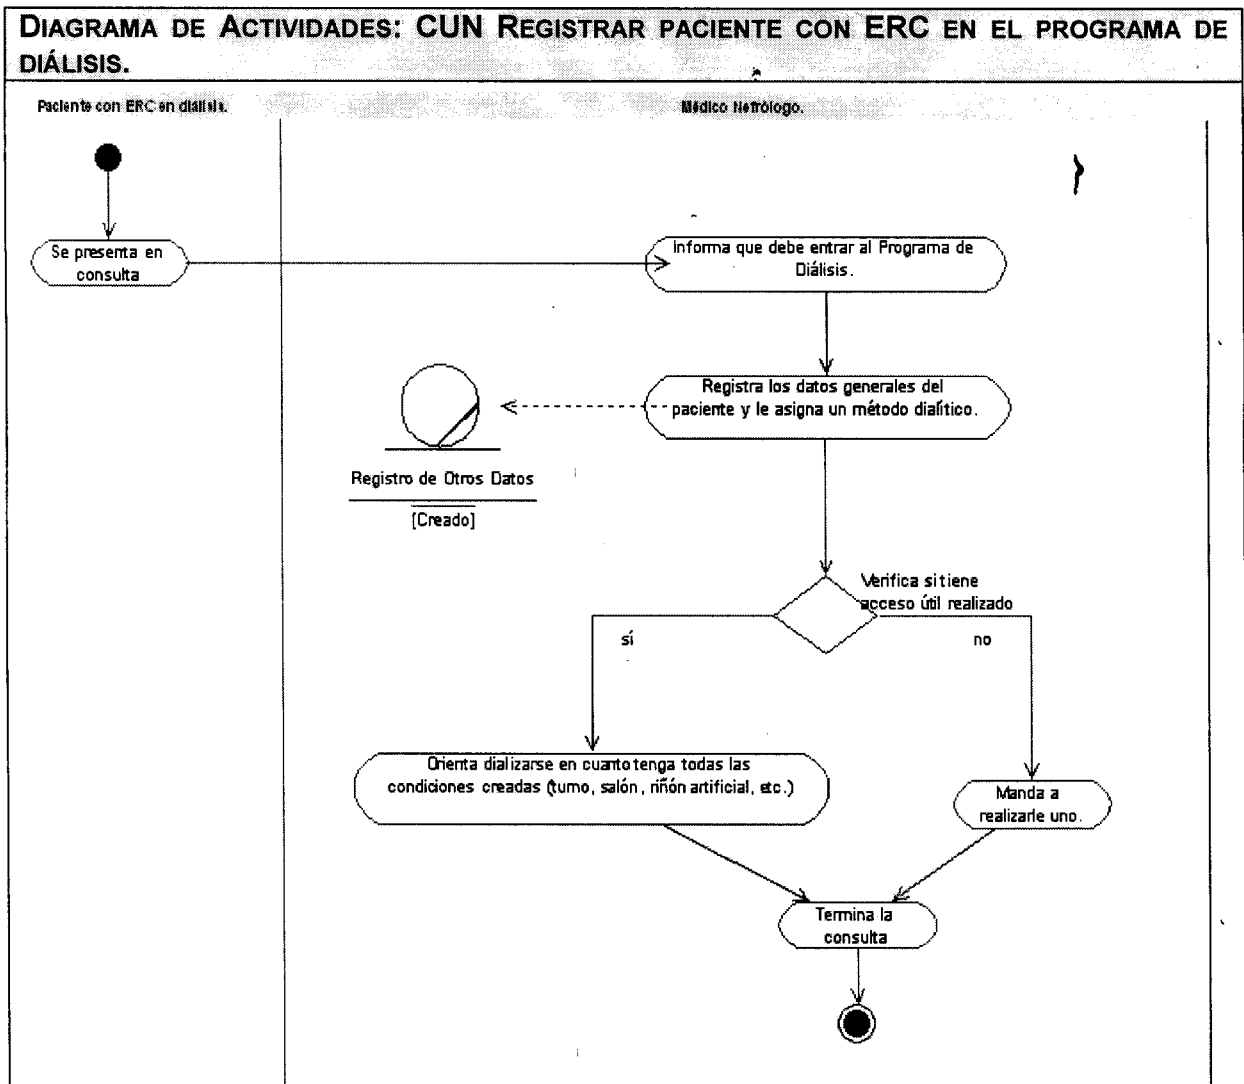 DIAGRAMA DE ACTIVIDADES: CUN REGISTRAR PACIENTE CON ERC EN EL PROGRAMA DE
DIÁLISIS.
Paciente con ERC en diálisis.
Médico Nefrólogo.
Se presenta en
consulta
Informa que debe entrar al Programa de
Diálisis.
Registra los datos generales del
paciente y le asigna un método dialítico.
Registro de Otros Datos
[Creado]
Verifica si tiene
acceso útil realizado
sí
no
Orienta dializarse en cuanto tenga todas las
condiciones creadas (turno, salón, riñón artificial, etc.)
Manda a
realizarle uno.
Termina la
consulta